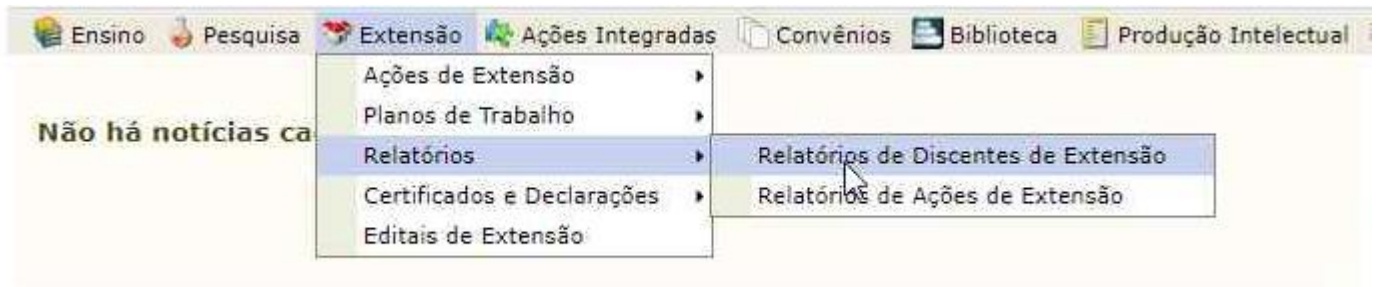 Ensino Pesquisa Extensão Ações Integradas Convênios Biblioteca Produção Intelectual
Ações de Extensão
Planos de Trabalho
Não há notícias ca
Relatórios
Relatórios de Discentes de Extensão
Certificados e Declarações
Relatórios de Ações de Extensão
Editais de Extensão